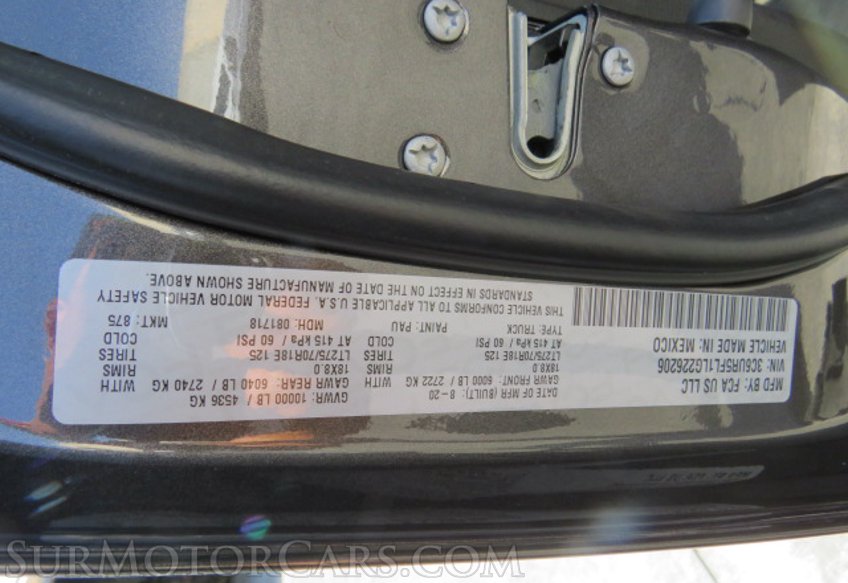 MFD BY: FCA US LLC
DATE OF MFR (BUILT): 8-20
GVWR: 10000 LB / 4536 KG
GAWR FRONT: 6000 LB / 2722 KG
WITH
GAWR REAR: 6040 LB / 2740 KG
WITH
18X8.0
RIMS
18X8.0
RIMS
LT275/70R18E 125
TIRES
LT275/70R18E 125
TIRES
AT 415 kPa / 60 PSI
COLD
AT 415 kPa / 60 PSI
COLD
VIN: 3C6UR5FL1LG226206
TYPE: TRUCK
PAINT: PAU
MDH: 081718
MKT: 875
VEHICLE MADE IN: MEXICO
THIS VEHICLE CONFORMS TO ALL APPLICABLE U.S.A. FEDERAL MOTOR VEHICLE SAFETY
STANDARDS IN EFFECT ON THE DATE OF MANUFACTURE SHOWN ABOVE.
SURMOTORCARS.COM